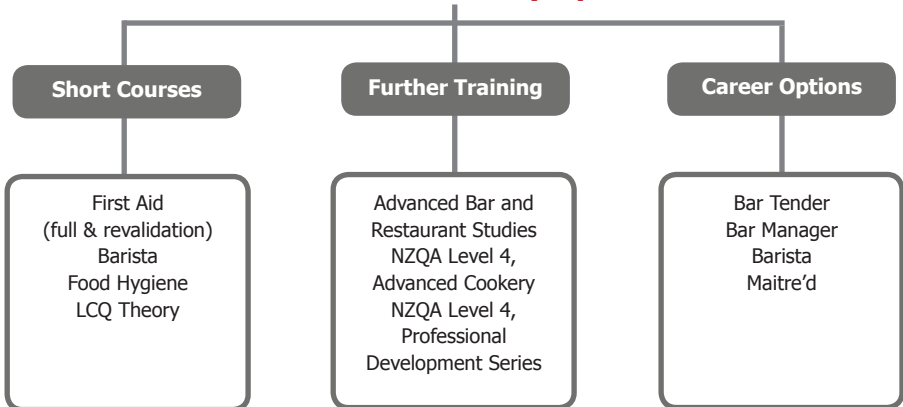 Short Courses
First Aid
(full & revalidation)
Barista
Food Hygiene
LCQ Theory
Further Training
Advanced Bar and
Restaurant Studies
NZQA Level 4,
Advanced Cookery
NZQA Level 4,
Professional
Development Series
Career Options
Bar Tender
Bar Manager
Barista
Maitre’d